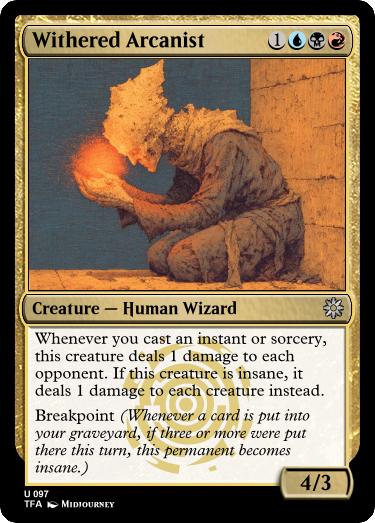 Withered Arcanist 1
Creature — Human Wizard
Whenever you cast an instant or sorcery,
this creature deals 1 damage to each
opponent. If this creature is insane, it
deals 1 damage to each creature instead.
Breakpoint (Whenever a card is put into
your graveyard, if three or more were put
there this turn, this permanent becomes
insane.)
4/3
U 097
TFA Midjourney